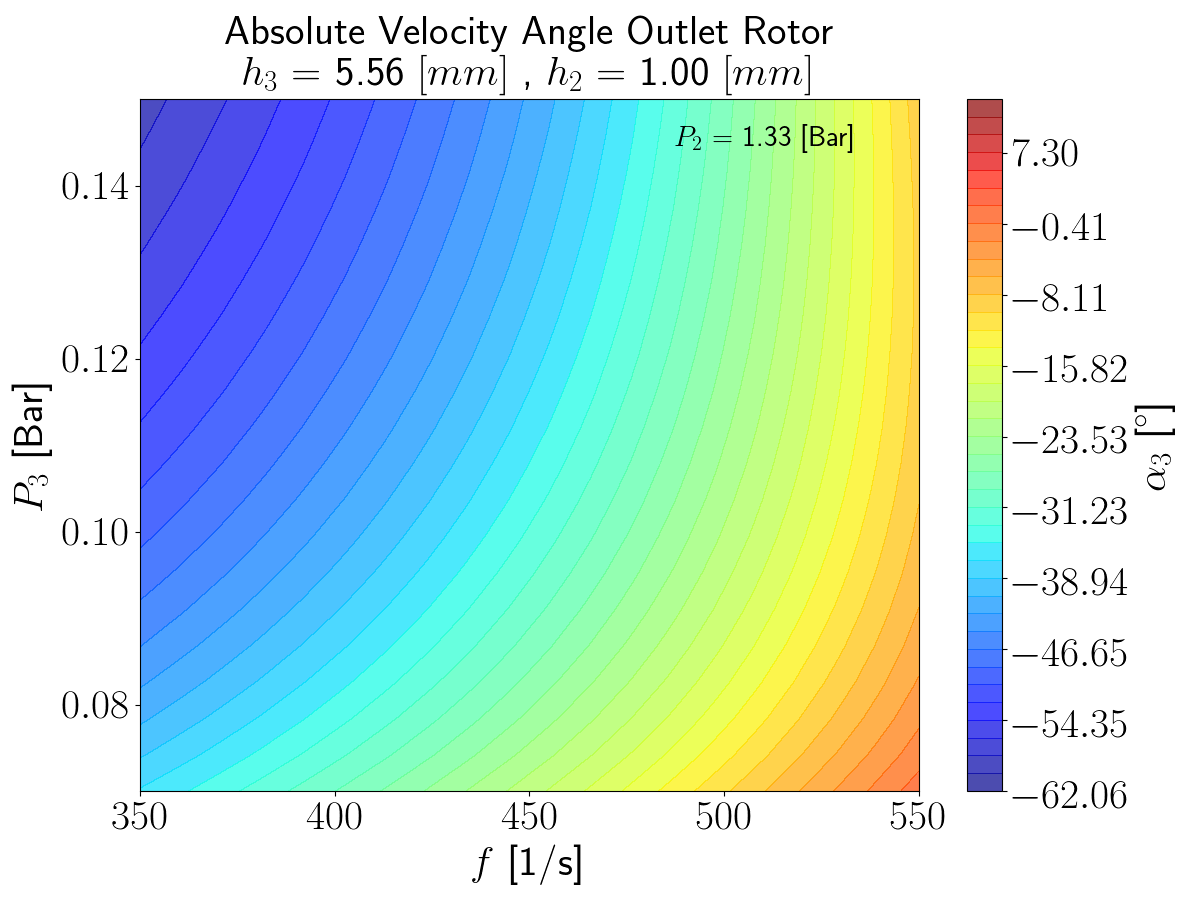 Absolute Velocity Angle Outlet Rotor
h₃ = 5.56 [mm] , h₂ = 1.00 [mm]
P₂ = 1.33 [Bar]
P₃ [Bar]
0.14
0.12
0.10
0.08
350 400 450 500 550
f [1/s]
7.30
−0.41
−8.11
−15.82
−23.53
−31.23
−38.94
−46.65
−54.35
−62.06
α₃ [°]